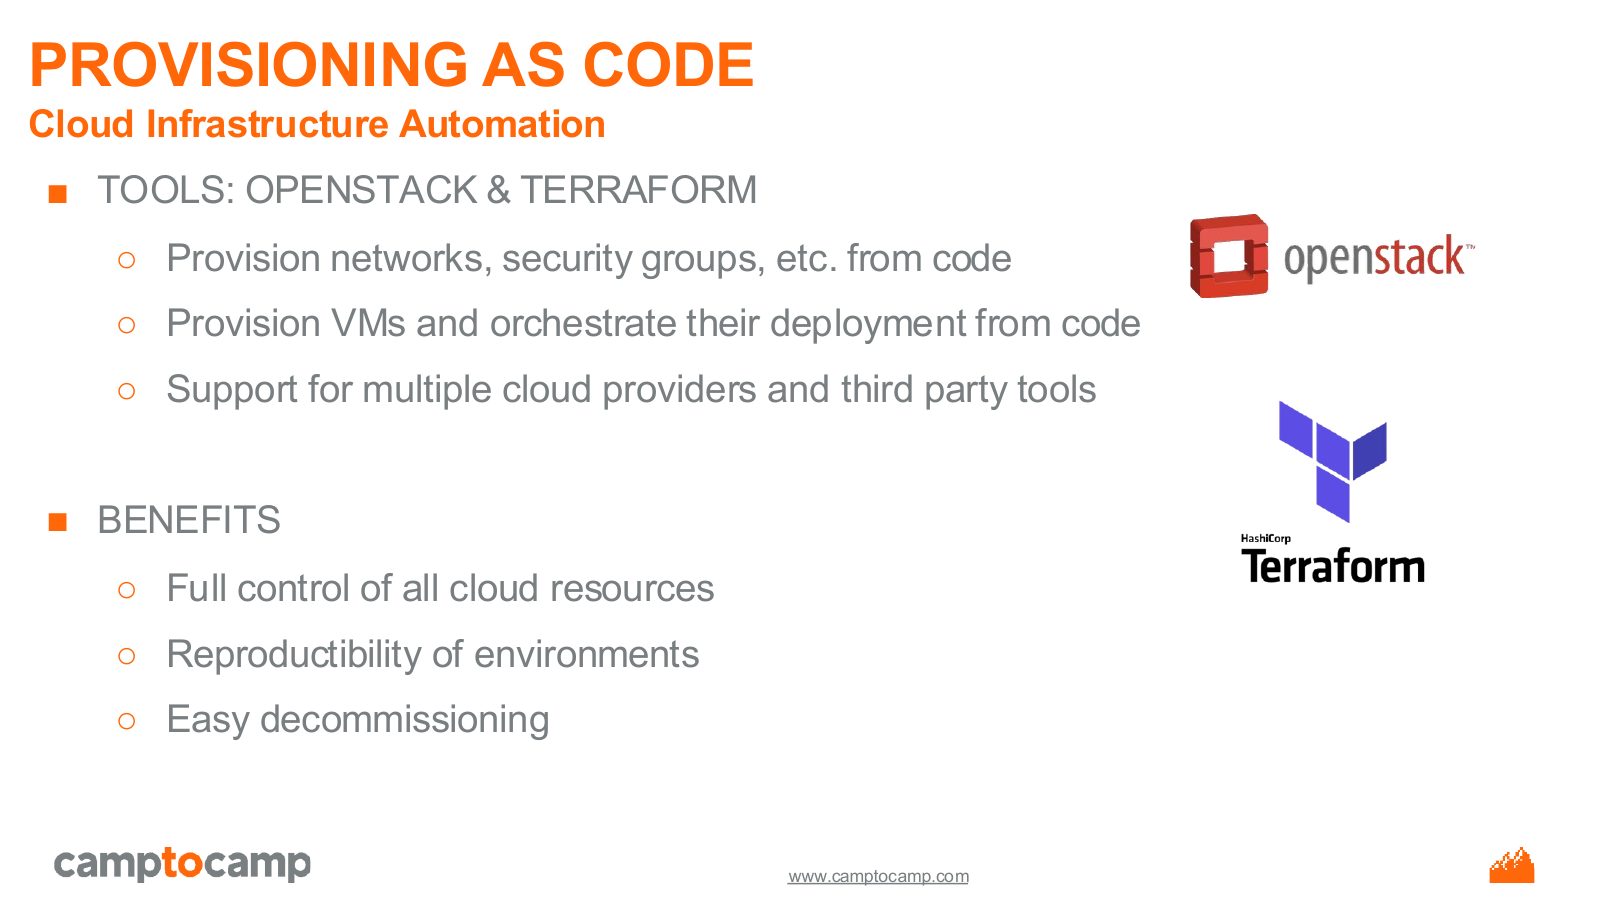 PROVISIONING AS CODE
Cloud Infrastructure Automation
■ TOOLS: OPENSTACK & TERRAFORM
○ Provision networks, security groups, etc. from code
○ Provision VMs and orchestrate their deployment from code
○ Support for multiple cloud providers and third party tools
openstack™
HashiCorp
Terraform
■ BENEFITS
○ Full control of all cloud resources
○ Reproductibility of environments
○ Easy decommissioning
camptocamp
www.camptocamp.com